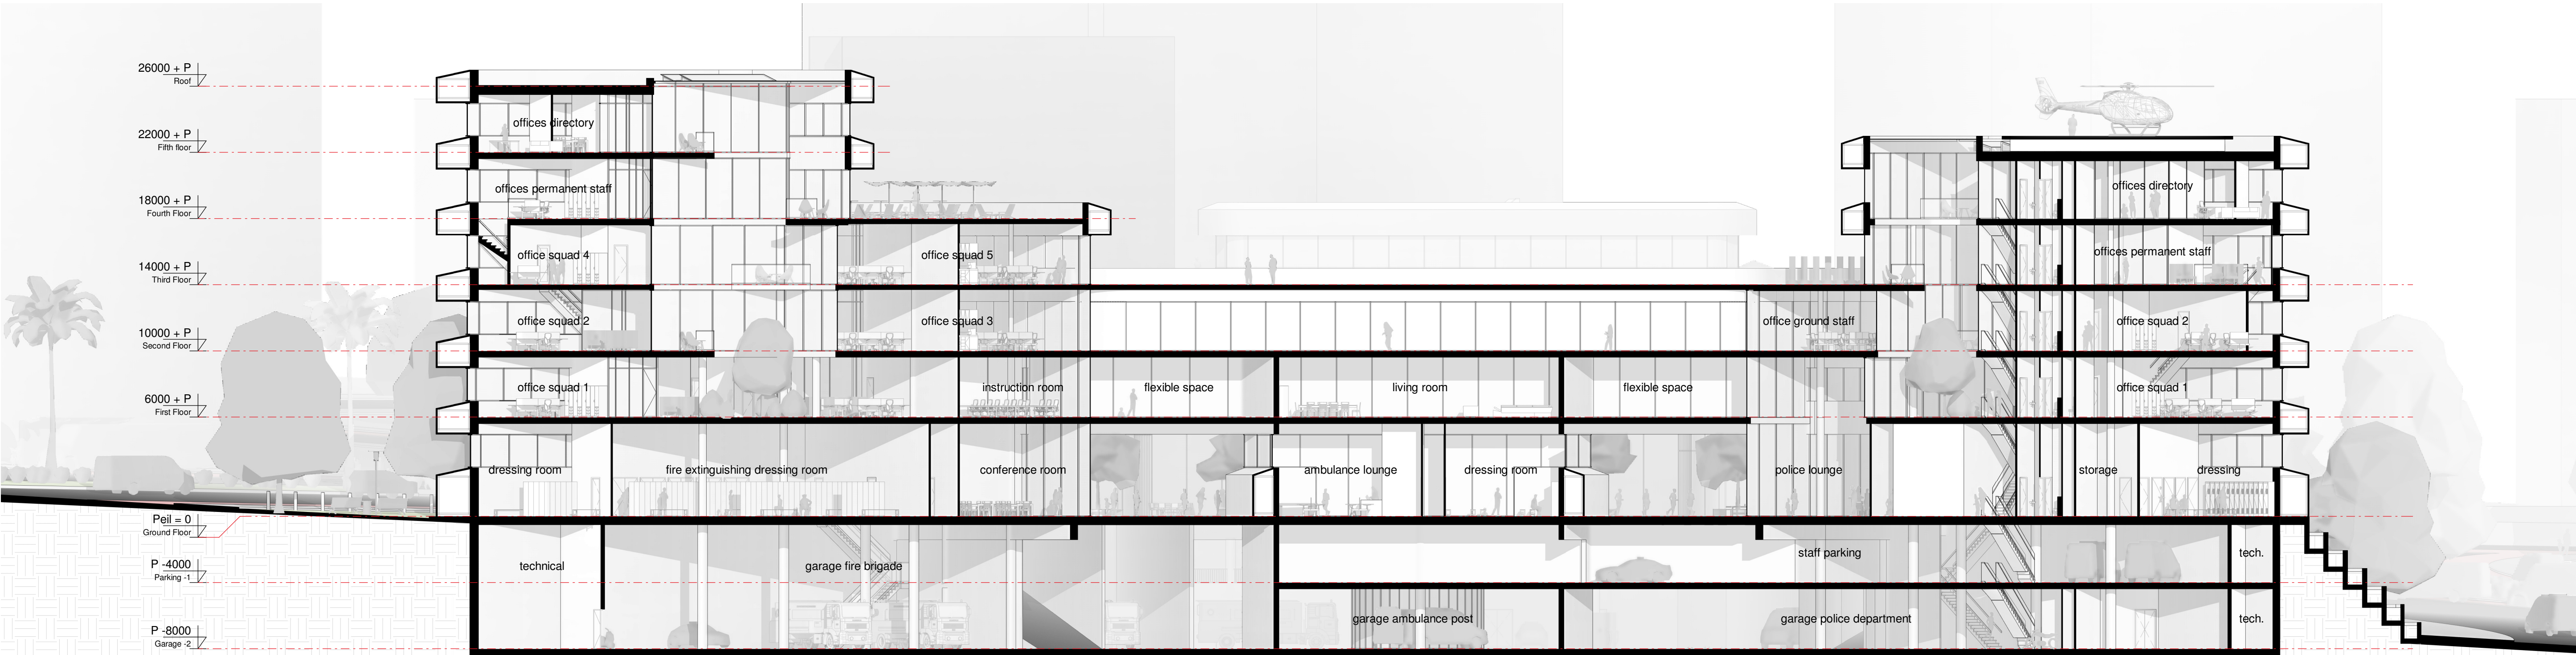 26000 + P
Roof
offices directory
22000 + P
Fifth floor
offices permanent staff
offices directory
18000 + P
Fourth Floor
office squad 4
office squad 5
offices permanent staff
14000 + P
Third Floor
office squad 2
office squad 3
office ground staff
office squad 2
10000 + P
Second Floor
office squad 1
instruction room
flexible space
living room
flexible space
office squad 1
6000 + P
First Floor
dressing room
fire extinguishing dressing room
conference room
ambulance lounge
dressing room
police lounge
storage
dressing
Peil = 0
Ground Floor
technical
garage fire brigade
staff parking
tech.
P -4000
Parking -1
garage ambulance post
garage police department
tech.
P -8000
Garage -2